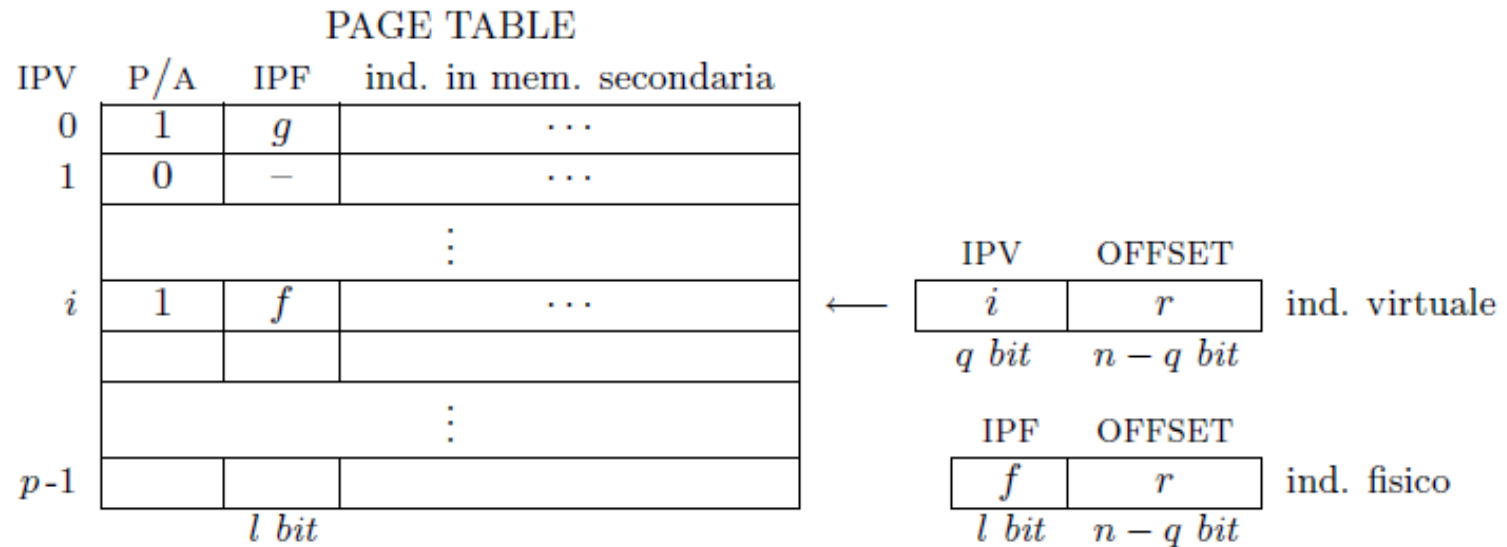 PAGE TABLE
IPV P/A IPF ind. in mem. secondaria
0 1 g · · ·
1 0 – · · ·
⋮
IPV OFFSET
i 1 f · · · ← i r ind. virtuale
q bit n − q bit
⋮
IPF OFFSET
p-1 f r ind. fisico
l bit l bit n − q bit